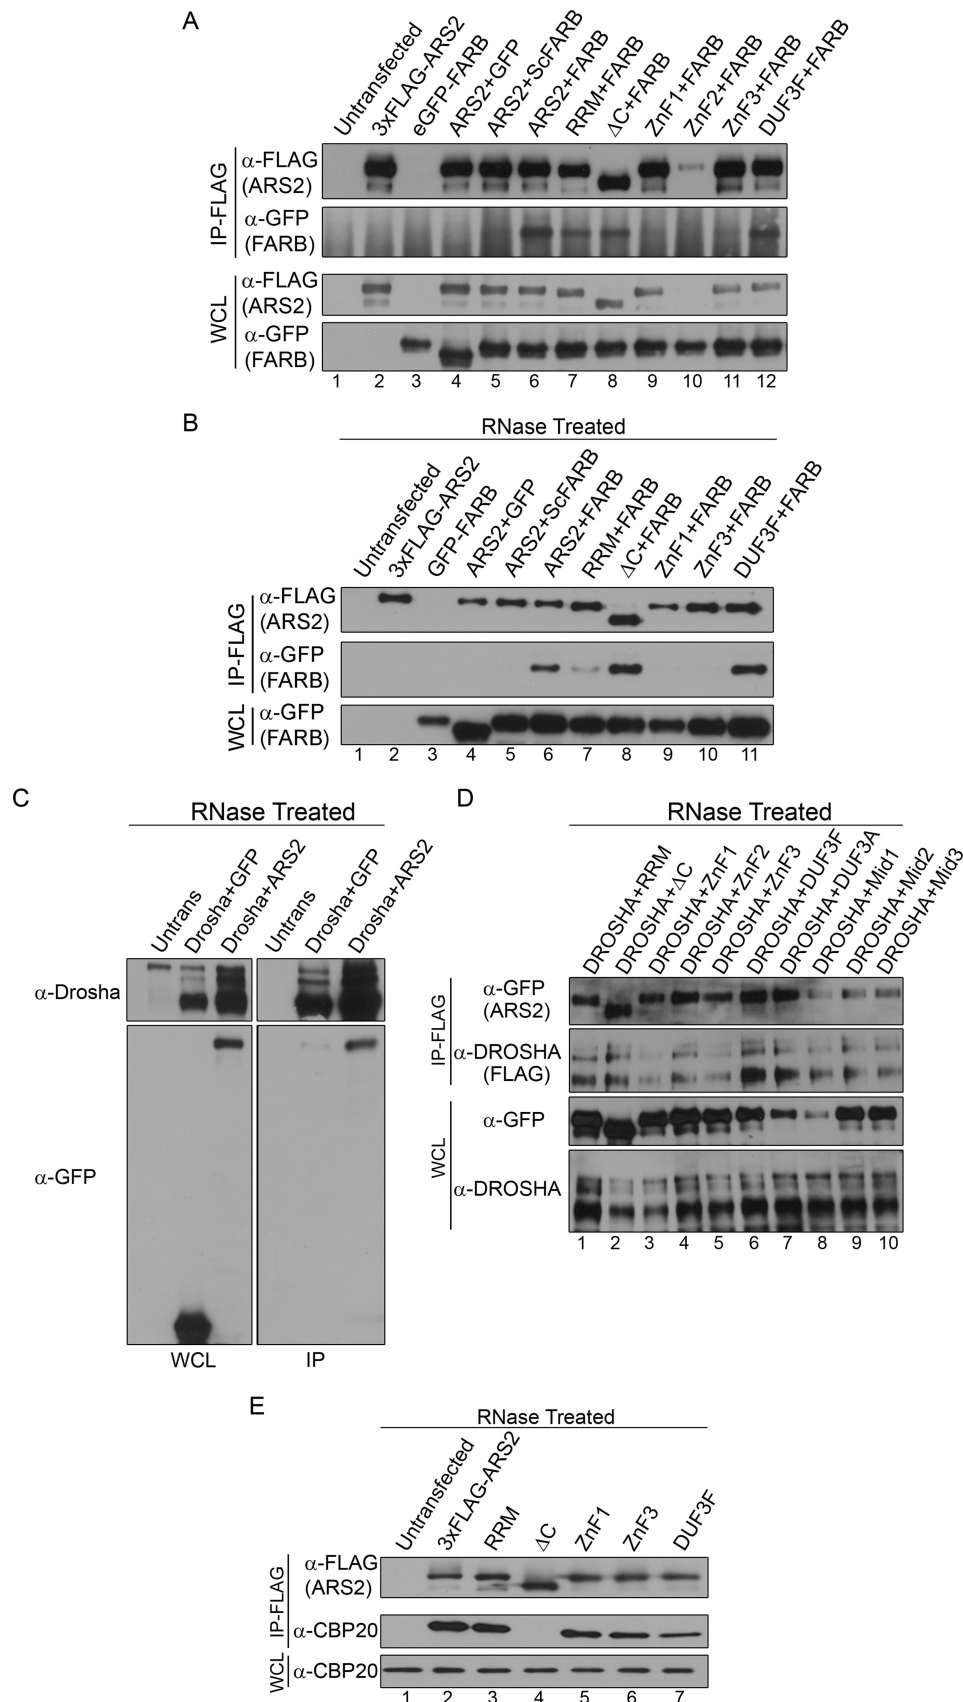 A
Untransfected
3xFLAG-ARS2
eGFP-FARB
ARS2+GFP
ARS2+ScFARB
ARS2+FARB
RRM+FARB
ΔC+FARB
ZnF1+FARB
ZnF2+FARB
ZnF3+FARB
DUF3F+FARB
IP-FLAG
α-FLAG
(ARS2)
α-GFP
(FARB)
WCL
α-FLAG
(ARS2)
α-GFP
(FARB)
1 2 3 4 5 6 7 8 9 10 11 12
B
RNase Treated
Untransfected
3xFLAG-ARS2
GFP-FARB
ARS2+GFP
ARS2+ScFARB
ARS2+FARB
RRM+FARB
ΔC+FARB
ZnF1+FARB
ZnF3+FARB
DUF3F+FARB
IP-FLAG
α-FLAG
(ARS2)
α-GFP
(FARB)
WCL
α-GFP
(FARB)
1 2 3 4 5 6 7 8 9 10 11
C
RNase Treated
Untrans
Drosha+GFP
Drosha+ARS2
Untrans
Drosha+GFP
Drosha+ARS2
α-Drosha
α-GFP
WCL IP
D
RNase Treated
DROSHA+RRM
DROSHA+ΔC
DROSHA+ZnF1
DROSHA+ZnF2
DROSHA+ZnF3
DROSHA+DUF3F
DROSHA+DUF3A
DROSHA+Mid1
DROSHA+Mid2
DROSHA+Mid3
IP-FLAG
α-GFP
(ARS2)
α-DROSHA
(FLAG)
WCL
α-GFP
α-DROSHA
1 2 3 4 5 6 7 8 9 10
E
RNase Treated
Untransfected
3xFLAG-ARS2
RRM
ΔC
ZnF1
ZnF3
DUF3F
IP-FLAG
α-FLAG
(ARS2)
α-CBP20
WCL
α-CBP20
1 2 3 4 5 6 7